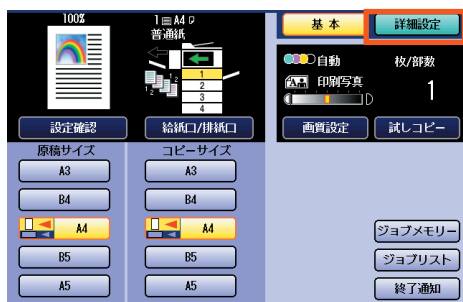 100%
1 A4
普通紙
1 2
1 2
1
2
3
4
設定確認
給紙口/排紙口
基本
詳細設定
自動
枚/部数
印刷写真
1
画質設定
試しコピー
原稿サイズ
コピーサイズ
A3
A3
B4
B4
A4
A4
B5
B5
A5
A5
ジョブメモリー
ジョブリスト
終了通知